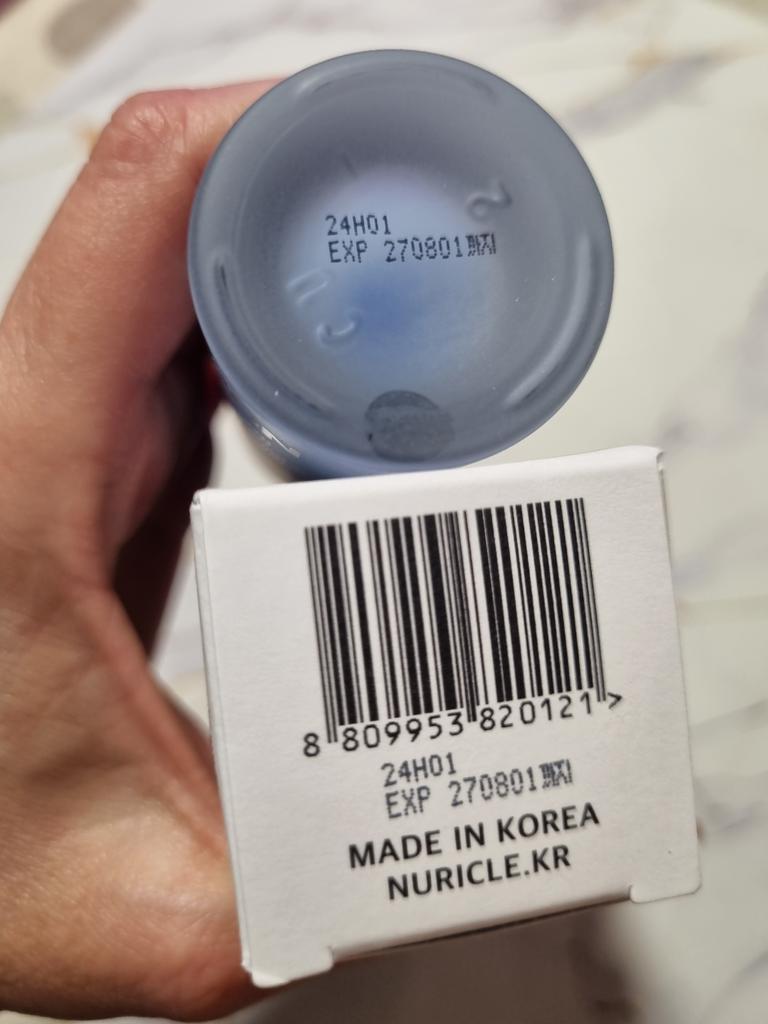 24H01
EXP 270801까지
8 809953 820121 >
24H01
EXP 270801까지
MADE IN KOREA
NURICLE.KR